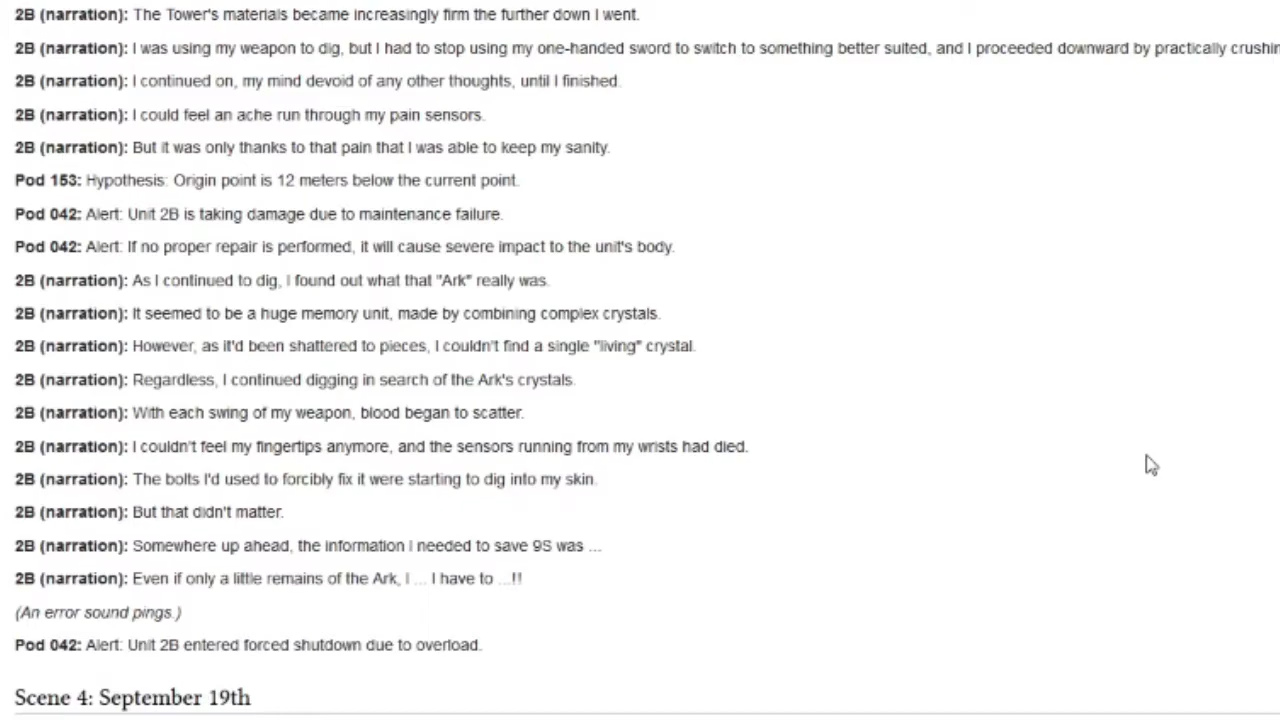 2B (narration): The Tower's materials became increasingly firm the further down I went.
2B (narration): I was using my weapon to dig, but I had to stop using my one-handed sword to switch to something better suited, and I proceeded downward by practically
2B (narration): I continued on, my mind devoid of any other thoughts, until I finished.
2B (narration): I could feel an ache run through my pain sensors.
2B (narration): But it was only thanks to that pain that I was able to keep my sanity.
Pod 153: Hypothesis: Origin point is 12 meters below the current point.
Pod 042: Alert: Unit 2B is taking damage due to maintenance failure.
Pod 042: Alert: If no proper repair is performed, it will cause severe impact to the unit's body.
2B (narration): As I continued to dig, I found out what that "Ark" really was.
2B (narration): It seemed to be a huge memory unit, made by combining complex crystals.
2B (narration): However, as it'd been shattered to pieces, I couldn't find a single "living" crystal.
2B (narration): Regardless, I continued digging in search of the Ark's crystals.
2B (narration): With each swing of my weapon, blood began to scatter.
2B (narration): I couldn't feel my fingertips anymore, and the sensors running from my wrists had died.
2B (narration): The bolts I'd used to forcibly fix it were starting to dig into my skin.
2B (narration): But that didn't matter.
2B (narration): Somewhere up ahead, the information I needed to save 9S was ...
2B (narration): Even if only a little remains of the Ark, I ... I have to ...!!
(An error sound pings.)
Pod 042: Alert: Unit 2B entered forced shutdown due to overload.
Scene 4: September 19th